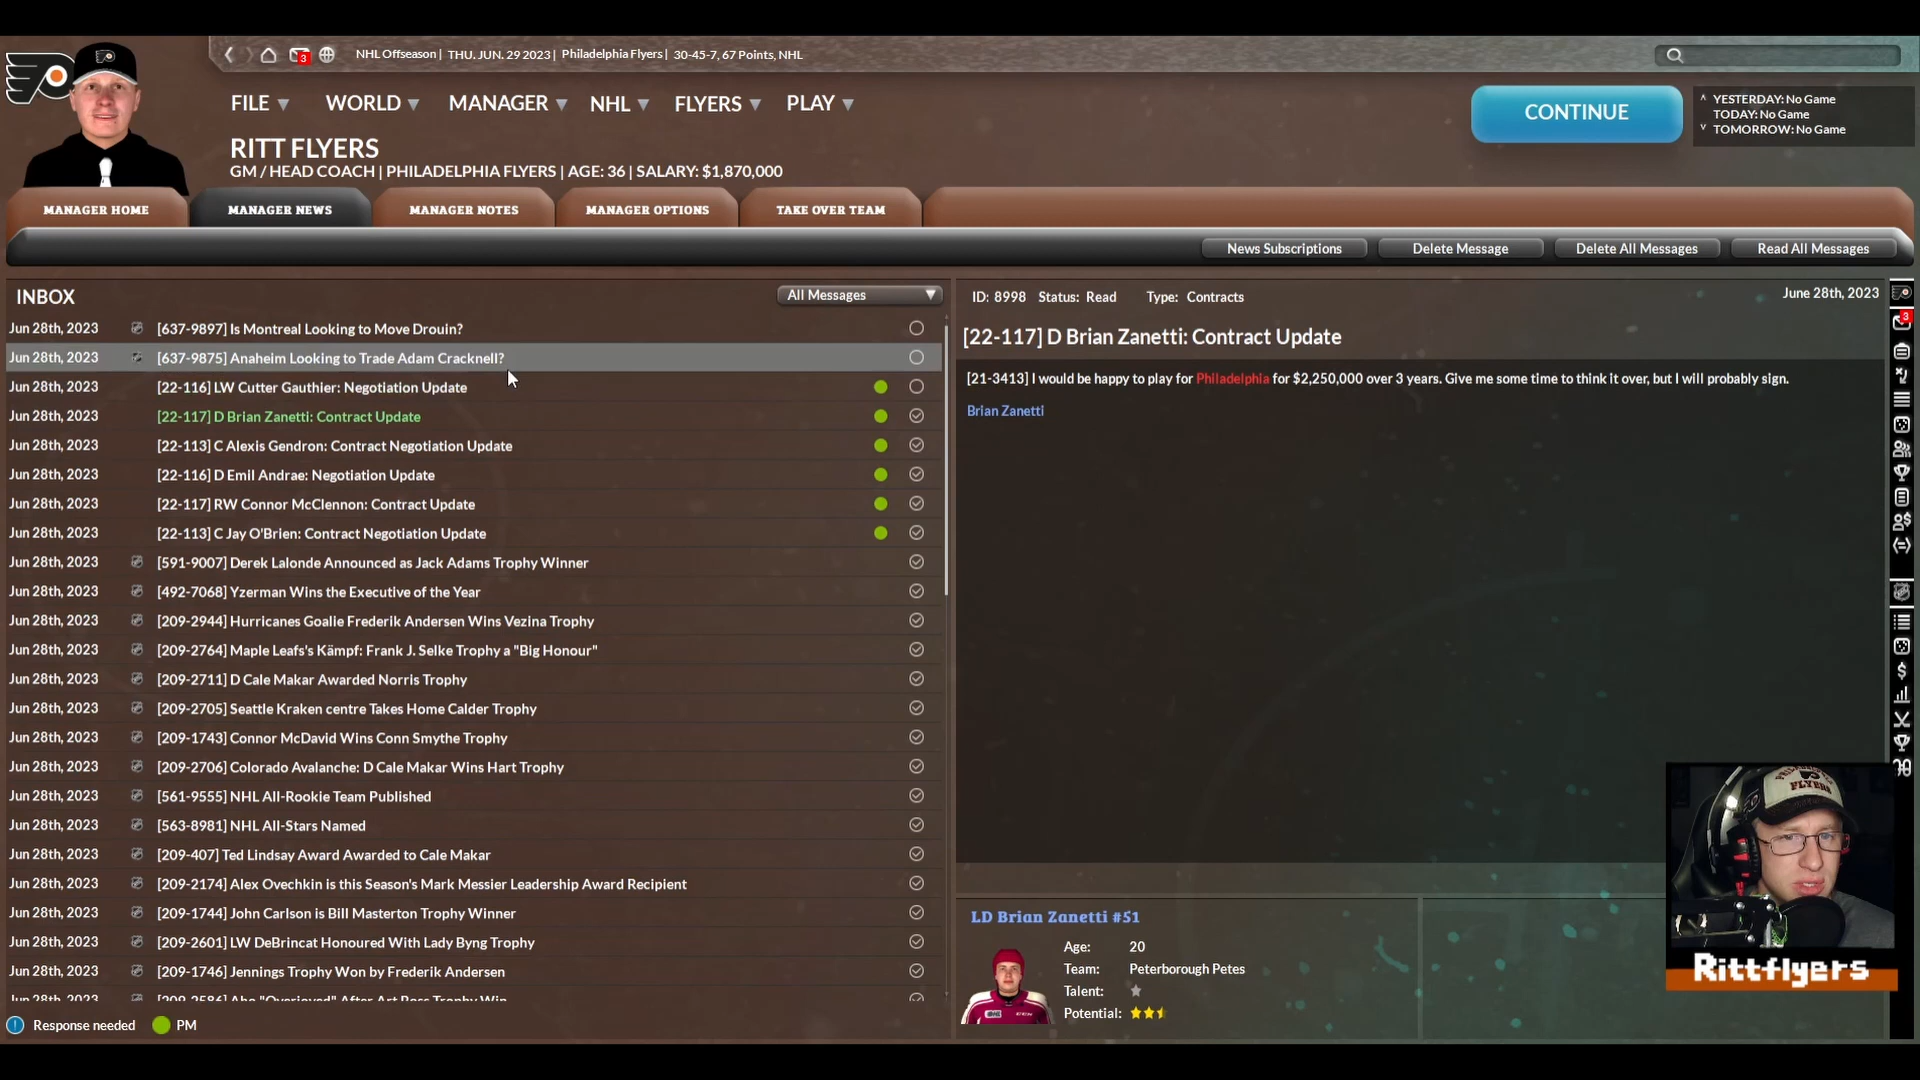 NHL Offseason | THU. JUN. 29 2023 | Philadelphia Flyers | 30-45-7, 67 Points, NHL
3
FILE WORLD MANAGER NHL FLYERS PLAY
CONTINUE
YESTERDAY: No Game
TODAY: No Game
TOMORROW: No Game
RITT FLYERS
GM / HEAD COACH | PHILADELPHIA FLYERS | AGE: 36 | SALARY: $1,870,000
MANAGER HOME MANAGER NEWS MANAGER NOTES MANAGER OPTIONS TAKE OVER TEAM
News Subscriptions Delete Message Delete All Messages Read All Messages
INBOX All Messages
Jun 28th, 2023 [637-9897] Is Montreal Looking to Move Drouin?
Jun 28th, 2023 [637-9875] Anaheim Looking to Trade Adam Cracknell?
Jun 28th, 2023 [22-116] LW Cutter Gauthier: Negotiation Update
Jun 28th, 2023 [22-117] D Brian Zanetti: Contract Update
Jun 28th, 2023 [22-113] C Alexis Gendron: Contract Negotiation Update
Jun 28th, 2023 [22-116] D Emil Andrae: Negotiation Update
Jun 28th, 2023 [22-117] RW Connor McClennon: Contract Update
Jun 28th, 2023 [22-113] C Jay O'Brien: Contract Negotiation Update
Jun 28th, 2023 [591-9007] Derek Lalonde Announced as Jack Adams Trophy Winner
Jun 28th, 2023 [492-7068] Yzerman Wins the Executive of the Year
Jun 28th, 2023 [209-2944] Hurricanes Goalie Frederik Andersen Wins Vezina Trophy
Jun 28th, 2023 [209-2764] Maple Leafs's Kämpf: Frank J. Selke Trophy a "Big Honour"
Jun 28th, 2023 [209-2711] D Cale Makar Awarded Norris Trophy
Jun 28th, 2023 [209-2705] Seattle Kraken centre Takes Home Calder Trophy
Jun 28th, 2023 [209-1743] Connor McDavid Wins Conn Smythe Trophy
Jun 28th, 2023 [209-2706] Colorado Avalanche: D Cale Makar Wins Hart Trophy
Jun 28th, 2023 [561-9555] NHL All-Rookie Team Published
Jun 28th, 2023 [563-8981] NHL All-Stars Named
Jun 28th, 2023 [209-407] Ted Lindsay Award Awarded to Cale Makar
Jun 28th, 2023 [209-2174] Alex Ovechkin is this Season's Mark Messier Leadership Award Recipient
Jun 28th, 2023 [209-1744] John Carlson is Bill Masterton Trophy Winner
Jun 28th, 2023 [209-2601] LW DeBrincat Honoured With Lady Byng Trophy
Jun 28th, 2023 [209-1746] Jennings Trophy Won by Frederik Andersen
Jun 28th, 2023 [209-2586] Aho "Overjoyed" After Art Ross Trophy Win
Response needed PM
ID: 8998 Status: Read Type: Contracts June 28th, 2023
[22-117] D Brian Zanetti: Contract Update
[21-3413] I would be happy to play for Philadelphia for $2,250,000 over 3 years. Give me some time to think it over, but I will probably sign.
Brian Zanetti
LD Brian Zanetti #51
Age: 20
Team: Peterborough Petes
Talent:
Potential:
3
FLYERS
Rittflyers